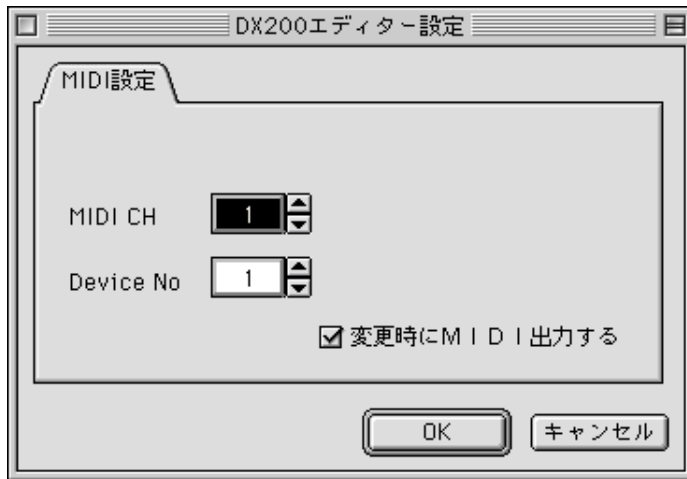 DX200エディター設定
MIDI設定
MIDI CH 1
Device No 1
変更時にＭＩＤＩ出力する
OK キャンセル